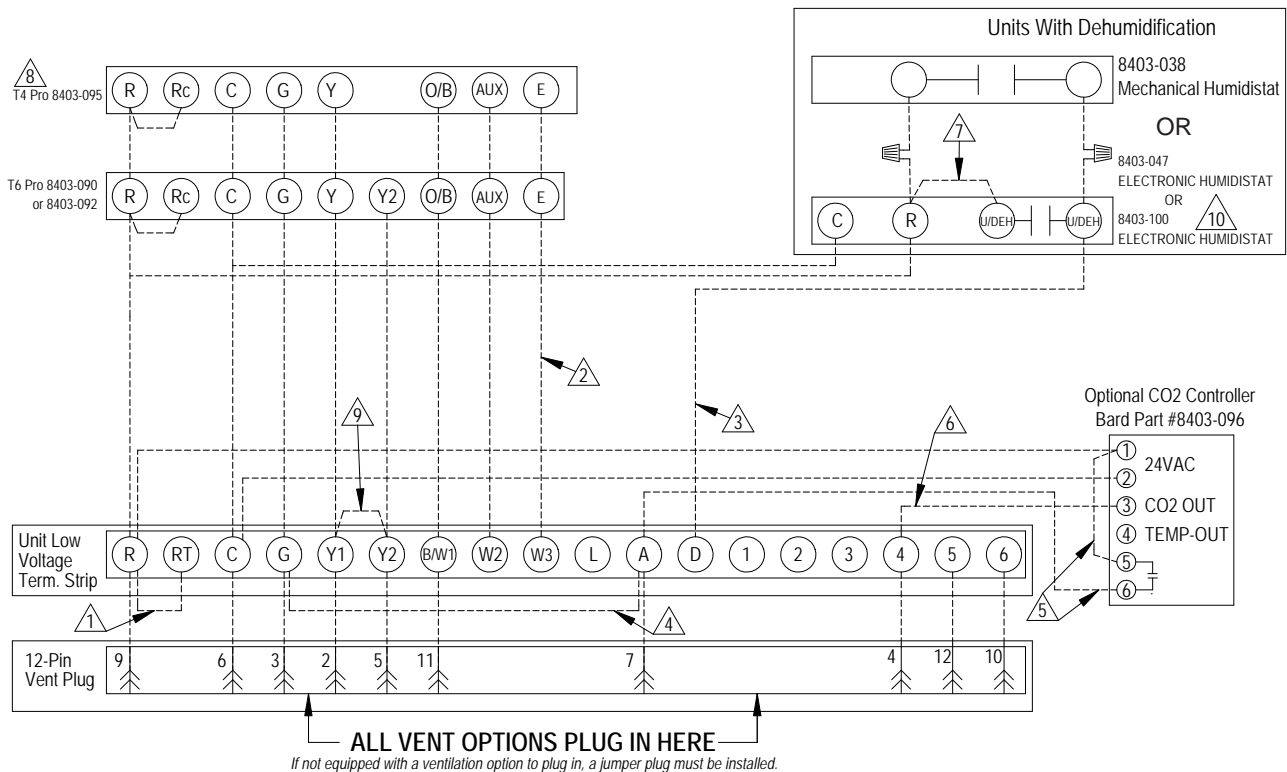 Units With Dehumidification
8403-038
Mechanical Humidistat
OR
8403-047
ELECTRONIC HUMIDISTAT
OR
8403-100
ELECTRONIC HUMIDISTAT
7
10
C R U/DEH U/DEH
8
T4 Pro 8403-095
R Rc C G Y O/B AUX E
T6 Pro 8403-090
or 8403-092
R Rc C G Y Y2 O/B AUX E
2
9
3
6
Optional CO2 Controller
Bard Part #8403-096
1
24VAC
2
3 CO2 OUT
4 TEMP-OUT
5
6
5
Unit Low
Voltage
Term. Strip
R RT C G Y1 Y2 B/W1 W2 W3 L A D 1 2 3 4 5 6
1
4
12-Pin
Vent Plug
9 6 3 2 5 11 7 4 12 10
ALL VENT OPTIONS PLUG IN HERE
If not equipped with a ventilation option to plug in, a jumper plug must be installed.